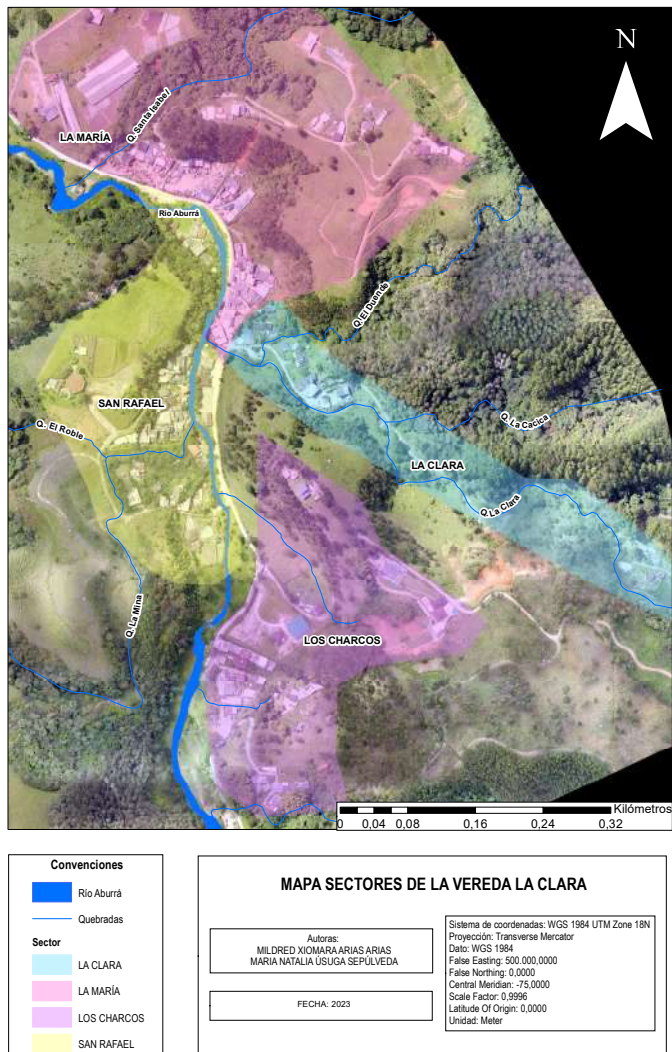 N
LA MARÍA
Q. Santa Isabel
Río Aburrá
Q. El Duende
SAN RAFAEL
Q. El Roble
Q. La Cacica
LA CLARA
Q. La Clara
Q. La Mina
LOS CHARCOS
Kilómetros
0 0,04 0,08 0,16 0,24 0,32
Convenciones
Río Aburrá
Quebradas
Sector
LA CLARA
LA MARÍA
LOS CHARCOS
SAN RAFAEL
MAPA SECTORES DE LA VEREDA LA CLARA
Autoras:
MILDRED XIOMARA ARIAS ARIAS
MARIA NATALIA ÚSUGA SEPÚLVEDA
FECHA: 2023
Sistema de coordenadas: WGS 1984 UTM Zone 18N
Proyección: Transverse Mercator
Dato: WGS 1984
False Easting: 500.000,0000
False Northing: 0,0000
Central Meridian: -75,0000
Scale Factor: 0,9996
Latitude Of Origin: 0,0000
Unidad: Meter